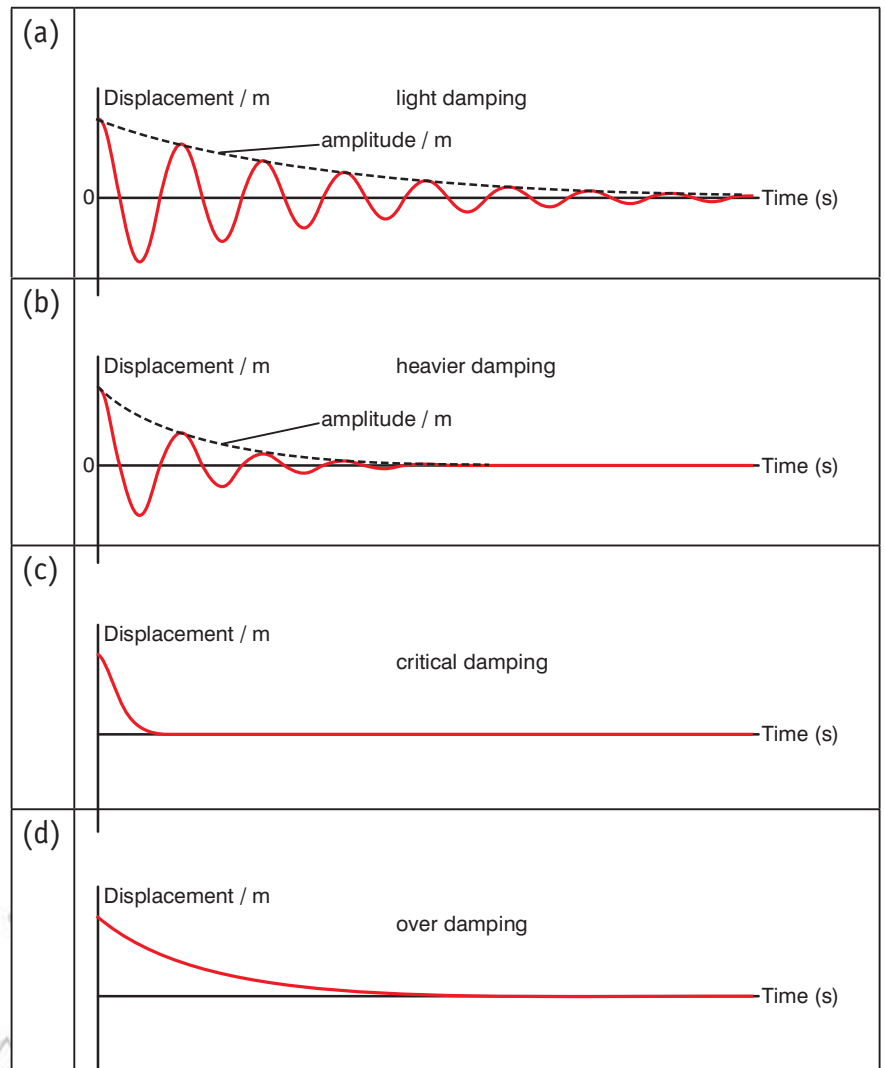 (a)
Displacement / m
light damping
amplitude / m
0
Time (s)
(b)
Displacement / m
heavier damping
amplitude / m
0
Time (s)
(c)
Displacement / m
critical damping
Time (s)
(d)
Displacement / m
over damping
Time (s)